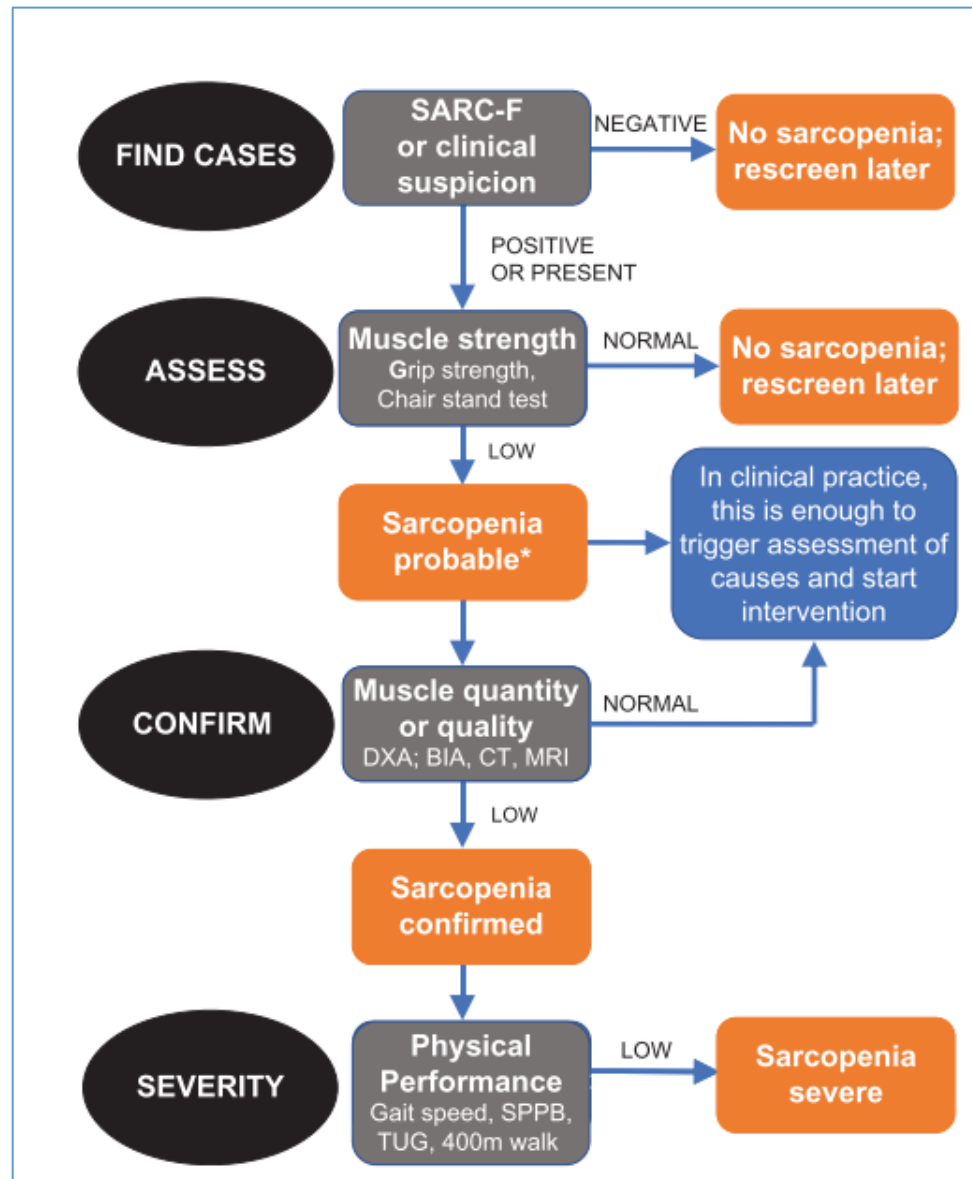 FIND CASES
SARC-F
or clinical
suspicion
NEGATIVE
No sarcopenia;
rescreen later
POSITIVE
OR PRESENT
ASSESS
Muscle strength
Grip strength,
Chair stand test
NORMAL
No sarcopenia;
rescreen later
LOW
Sarcopenia
probable*
In clinical practice,
this is enough to
trigger assessment of
causes and start
intervention
CONFIRM
Muscle quantity
or quality
DXA; BIA, CT, MRI
NORMAL
LOW
Sarcopenia
confirmed
SEVERITY
Physical
Performance
Gait speed, SPPB,
TUG, 400m walk
LOW
Sarcopenia
severe